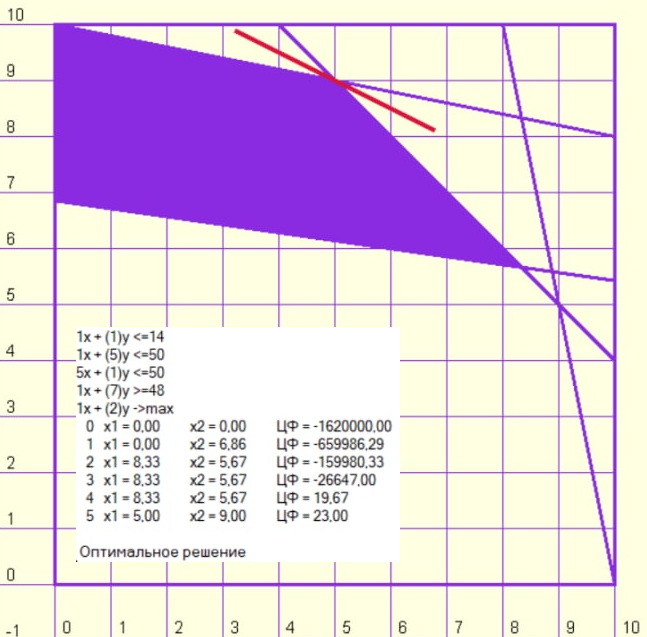 10
9
8
7
6
5
4
3
2
1
0
-1
1x + (1)y <=14
1x + (5)y <=50
5x + (1)y <=50
1x + (7)y >=48
1x + (2)y ->max
0 x1 = 0,00 x2 = 0,00 ЦФ = -1620000,00
1 x1 = 0,00 x2 = 6,86 ЦФ = -659986,29
2 x1 = 8,33 x2 = 5,67 ЦФ = -159980,33
3 x1 = 8,33 x2 = 5,67 ЦФ = -26647,00
4 x1 = 8,33 x2 = 5,67 ЦФ = 19,67
5 x1 = 5,00 x2 = 9,00 ЦФ = 23,00
Оптимальное решение
0 1 2 3 4 5 6 7 8 9 10